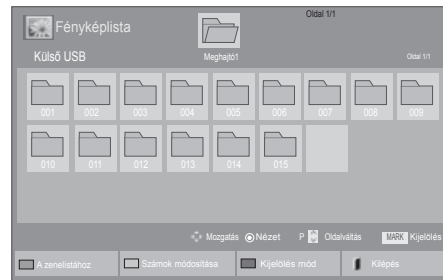 Fényképlista
Oldal 1/1
Külső USB
Meghajtó1
Oldal 1/1
001 002 003 004 005 006 007 008 009
010 011 012 013 014 015
Mozgatás Nézet P Oldalváltás MARK Kijelölés
A zenelistához Számok módosítása Kijelölés mód Kilépés